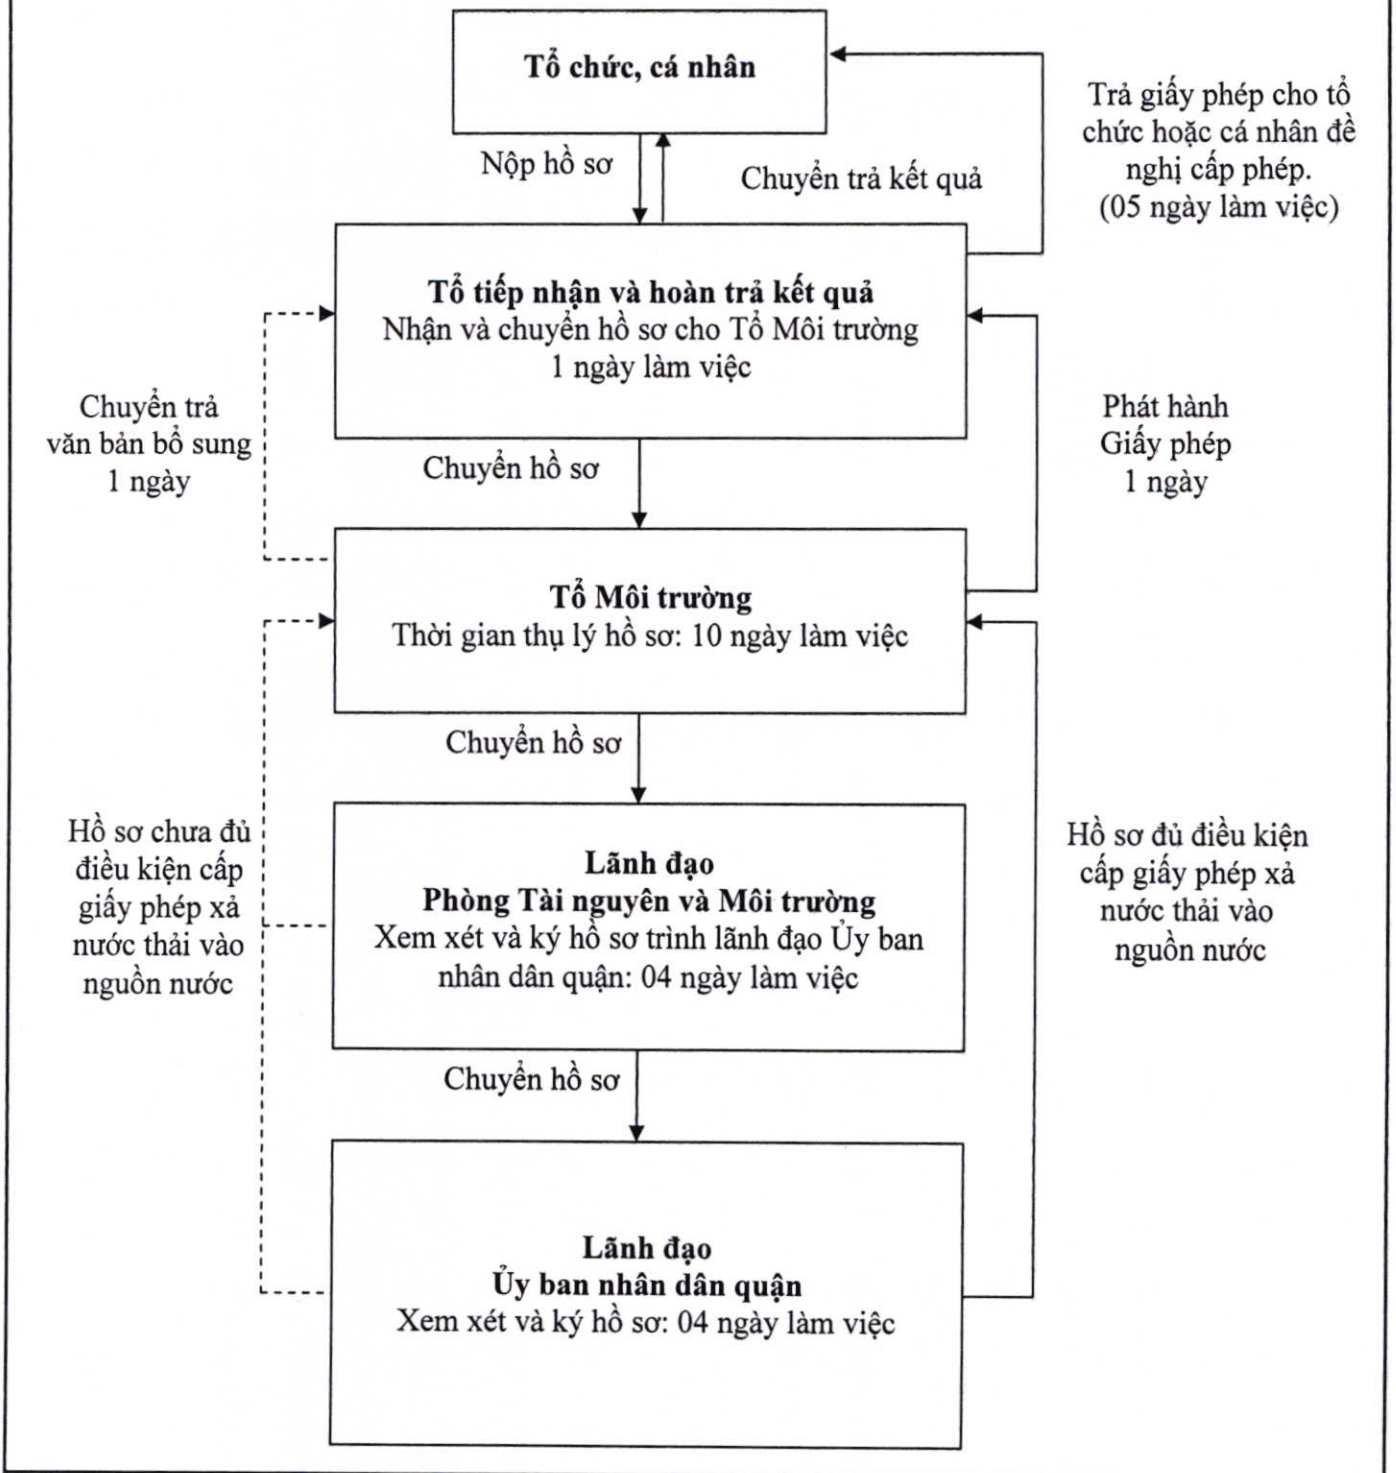 Tổ chức, cá nhân
Trả giấy phép cho tổ
chức hoặc cá nhân đề
nghị cấp phép.
(05 ngày làm việc)
Nộp hồ sơ
Chuyển trả kết quả
Tổ tiếp nhận và hoàn trả kết quả
Nhận và chuyển hồ sơ cho Tổ Môi trường
1 ngày làm việc
Chuyển trả
văn bản bổ sung
1 ngày
Phát hành
Giấy phép
1 ngày
Chuyển hồ sơ
Tổ Môi trường
Thời gian thụ lý hồ sơ: 10 ngày làm việc
Chuyển hồ sơ
Hồ sơ chưa đủ
điều kiện cấp
giấy phép xả
nước thải vào
nguồn nước
Lãnh đạo
Phòng Tài nguyên và Môi trường
Xem xét và ký hồ sơ trình lãnh đạo Ủy ban
nhân dân quận: 04 ngày làm việc
Hồ sơ đủ điều kiện
cấp giấy phép xả
nước thải vào
nguồn nước
Chuyển hồ sơ
Lãnh đạo
Ủy ban nhân dân quận
Xem xét và ký hồ sơ: 04 ngày làm việc